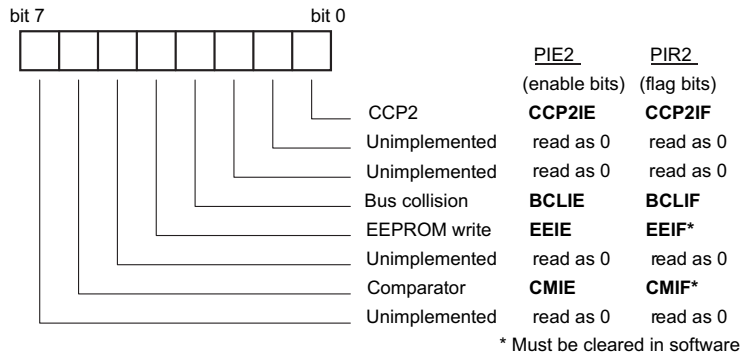 bit 7 bit 0
PIE2 PIR2
(enable bits) (flag bits)
CCP2 CCP2IE CCP2IF
Unimplemented read as 0 read as 0
Unimplemented read as 0 read as 0
Bus collision BCLIE BCLIF
EEPROM write EEIE EEIF*
Unimplemented read as 0 read as 0
Comparator CMIE CMIF*
Unimplemented read as 0 read as 0
* Must be cleared in software